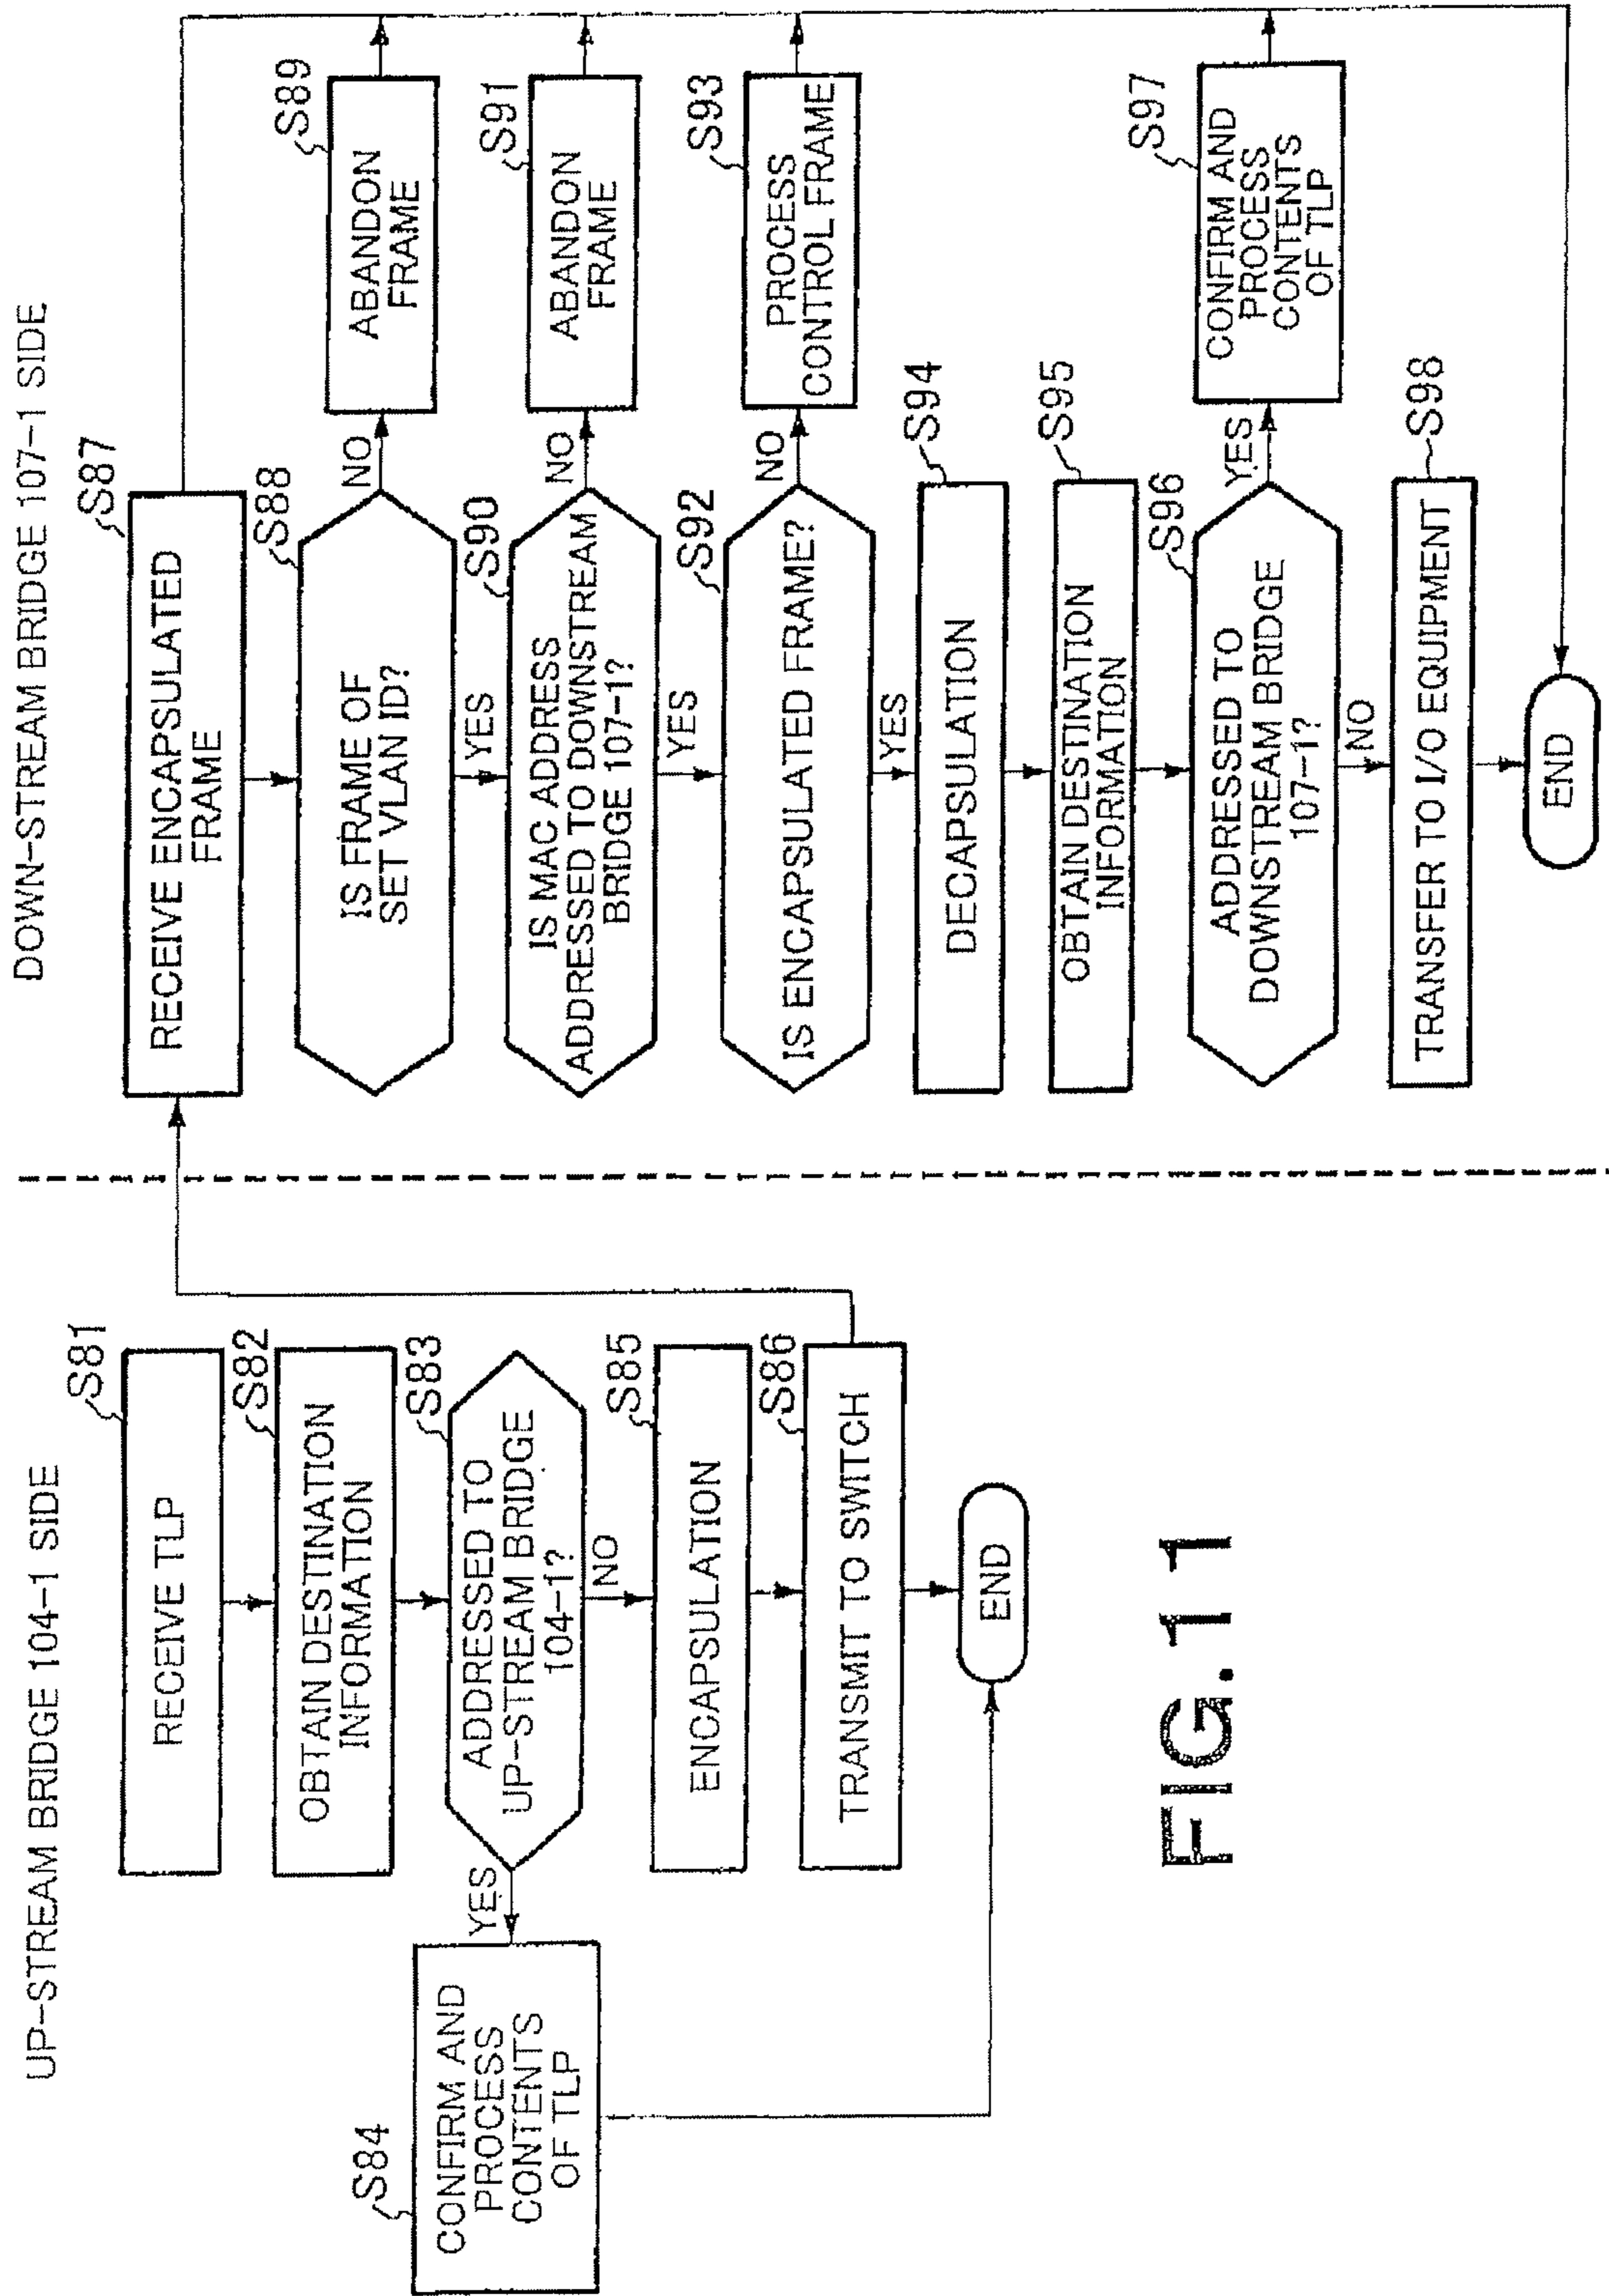 UP-STREAM BRIDGE 104-1 SIDE
S81
RECEIVE TLP
S82
OBTAIN DESTINATION
INFORMATION
S83
ADDRESSED TO
UP-STREAM BRIDGE
104-1?
YES
NO
S84
CONFIRM AND
PROCESS
CONTENTS
OF TLP
S85
ENCAPSULATION
S86
TRANSMIT TO SWITCH
END
DOWN-STREAM BRIDGE 107-1 SIDE
S87
RECEIVE ENCAPSULATED
FRAME
S88
IS FRAME OF
SET VLAN ID?
NO
YES
S89
ABANDON
FRAME
S90
IS MAC ADDRESS
ADDRESSED TO DOWNSTREAM
BRIDGE 107-1?
NO
YES
S91
ABANDON
FRAME
S92
IS ENCAPSULATED FRAME?
NO
YES
S93
PROCESS
CONTROL FRAME
S94
DECAPSULATION
S95
OBTAIN DESTINATION
INFORMATION
S96
ADDRESSED TO
DOWNSTREAM BRIDGE
107-1?
YES
NO
S97
CONFIRM AND
PROCESS
CONTENTS
OF TLP
S98
TRANSFER TO I/O EQUIPMENT
END
FIG.11